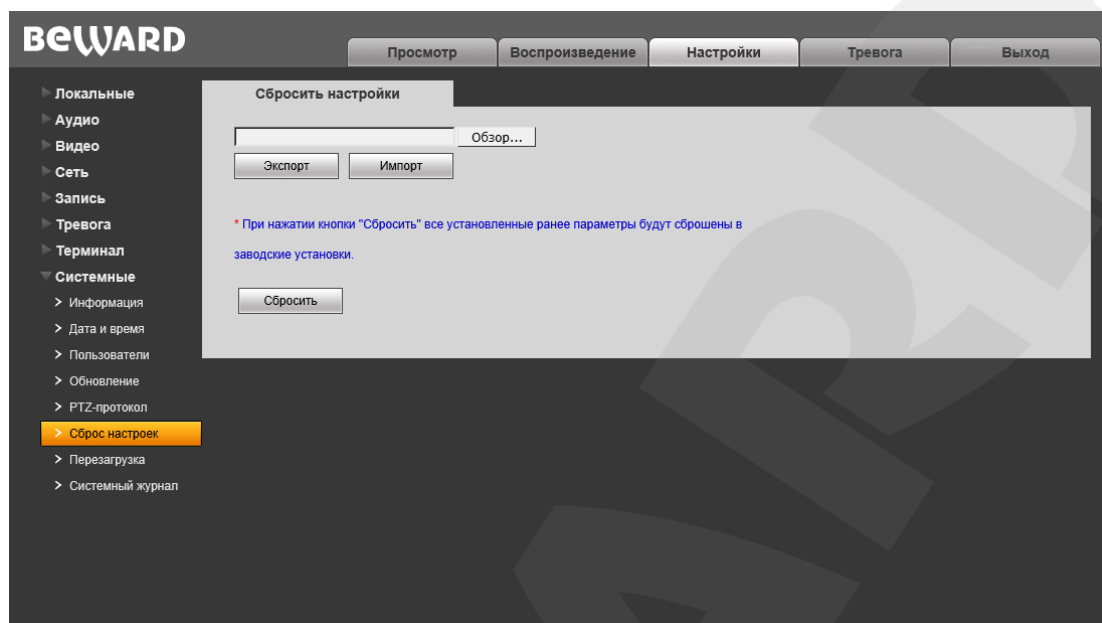 BEWARD
Просмотр
Воспроизведение
Настройки
Тревога
Выход
Локальные
Аудио
Видео
Сеть
Запись
Тревога
Терминал
Системные
Информация
Дата и время
Пользователи
Обновление
PTZ-протокол
Сброс настроек
Перезагрузка
Системный журнал
Сбросить настройки
Обзор...
Экспорт
Импорт
* При нажатии кнопки "Сбросить" все установленные ранее параметры будут сброшены в
заводские установки.
Сбросить